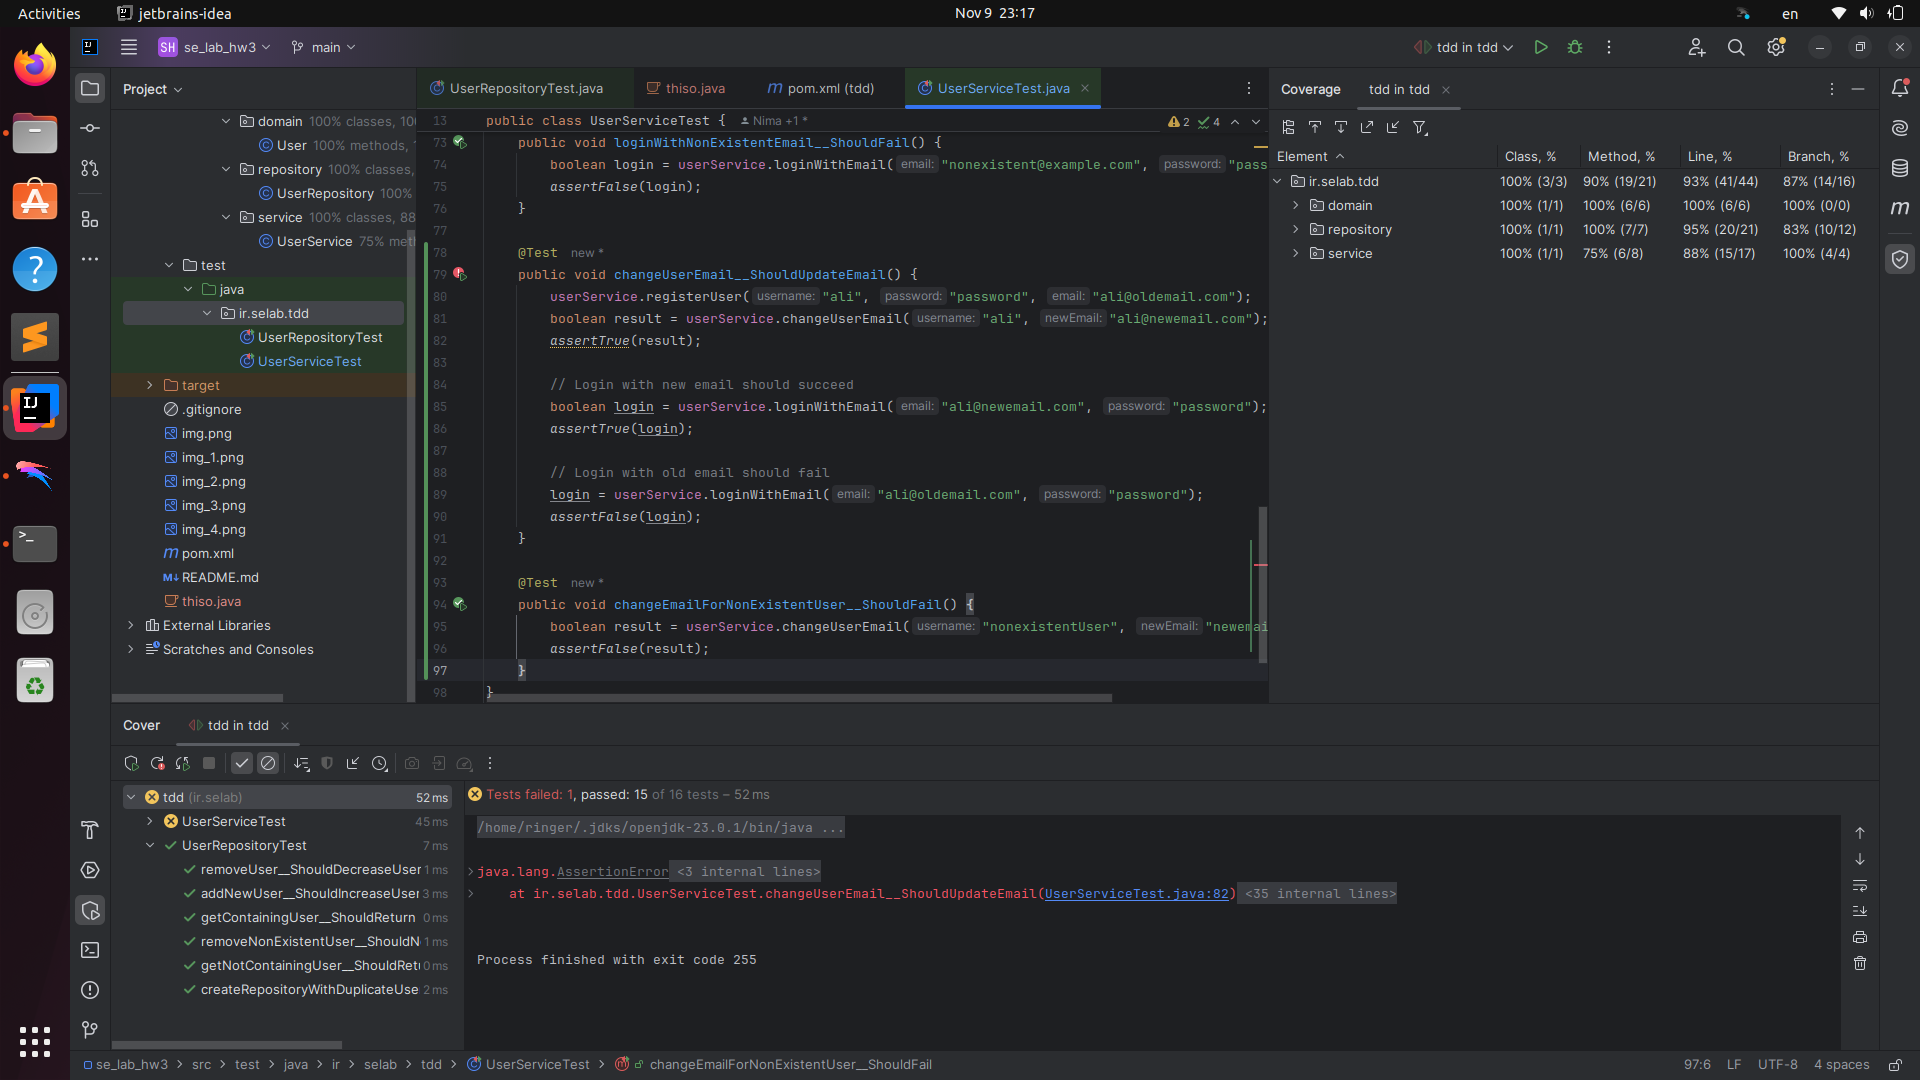 Activities
jetbrains-idea
Nov 9 23:17
en
SH se_lab_hw3
main
tdd in tdd
Project
domain 100% classes, 100
User 100% methods,
repository 100% classes,
UserRepository 100%
service 100% classes, 88
UserService 75% met
test
java
ir.selab.tdd
UserRepositoryTest
UserServiceTest
target
.gitignore
img.png
img_1.png
img_2.png
img_3.png
img_4.png
pom.xml
README.md
thiso.java
External Libraries
Scratches and Consoles
UserRepositoryTest.java
thiso.java
pom.xml (tdd)
UserServiceTest.java
13 public class UserServiceTest { Nima +1 *
2 4
73 public void loginWithNonExistentEmail__ShouldFail() {
74 boolean login = userService.loginWithEmail( email: "nonexistent@example.com", password: "pass
75 assertFalse(login);
76 }
77
78 @Test new *
79 public void changeUserEmail__ShouldUpdateEmail() {
80 userService.registerUser( username: "ali", password: "password", email: "ali@oldemail.com");
81 boolean result = userService.changeUserEmail( username: "ali", newEmail: "ali@newemail.com");
82 assertTrue(result);
83
84 // Login with new email should succeed
85 boolean login = userService.loginWithEmail( email: "ali@newemail.com", password: "password");
86 assertTrue(login);
87
88 // Login with old email should fail
89 login = userService.loginWithEmail( email: "ali@oldemail.com", password: "password");
90 assertFalse(login);
91 }
92
93 @Test new *
94 public void changeEmailForNonExistentUser__ShouldFail() {
95 boolean result = userService.changeUserEmail( username: "nonexistentUser", newEmail: "newemai
96 assertFalse(result);
97 }
98 }
Coverage
tdd in tdd
Element Class, % Method, % Line, % Branch, %
ir.selab.tdd 100% (3/3) 90% (19/21) 93% (41/44) 87% (14/16)
domain 100% (1/1) 100% (6/6) 100% (6/6) 100% (0/0)
repository 100% (1/1) 100% (7/7) 95% (20/21) 83% (10/12)
service 100% (1/1) 75% (6/8) 88% (15/17) 100% (4/4)
Cover
tdd in tdd
tdd (ir.selab) 52 ms
UserServiceTest 45 ms
UserRepositoryTest 7 ms
removeUser__ShouldDecreaseUser 1 ms
addNewUser__ShouldIncreaseUser 3 ms
getContainingUser__ShouldReturn 0 ms
removeNonExistentUser__ShouldN 1 ms
getNotContainingUser__ShouldRetu 0 ms
createRepositoryWithDuplicateUse 2 ms
Tests failed: 1, passed: 15 of 16 tests – 52 ms
/home/ringer/.jdks/openjdk-23.0.1/bin/java ...
java.lang.AssertionError <3 internal lines>
at ir.selab.tdd.UserServiceTest.changeUserEmail__ShouldUpdateEmail(UserServiceTest.java:82) <35 internal lines>
Process finished with exit code 255
se_lab_hw3 > src > test > java > ir > selab > tdd > UserServiceTest > changeEmailForNonExistentUser__ShouldFail
97:6 LF UTF-8 4 spaces